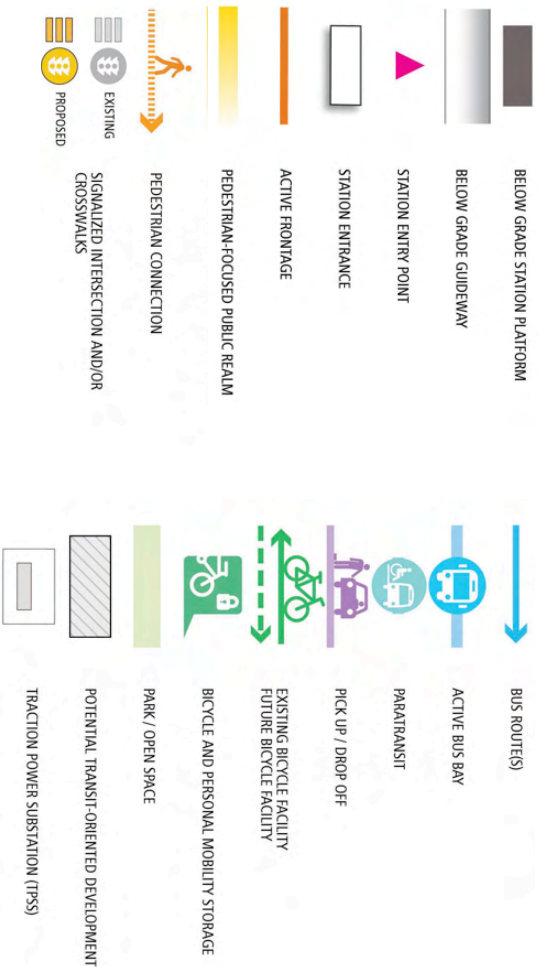 BELOW GRADE STATION PLATFORM
BELOW GRADE GUIDEWAY
STATION ENTRY POINT
STATION ENTRANCE
ACTIVE FRONTAGE
PEDESTRIAN-FOCUSED PUBLIC REALM
PEDESTRIAN CONNECTION
EXISTING
PROPOSED
SIGNALIZED INTERSECTION AND/OR
CROSSWALKS
BUS ROUTE(S)
ACTIVE BUS BAY
PARATRANSIT
PICK UP / DROP OFF
EXISTING BICYCLE FACILITY
FUTURE BICYCLE FACILITY
BICYCLE AND PERSONAL MOBILITY STORAGE
PARK / OPEN SPACE
POTENTIAL TRANSIT-ORIENTED DEVELOPMENT
TRACTION POWER SUBSTATION (TPSS)